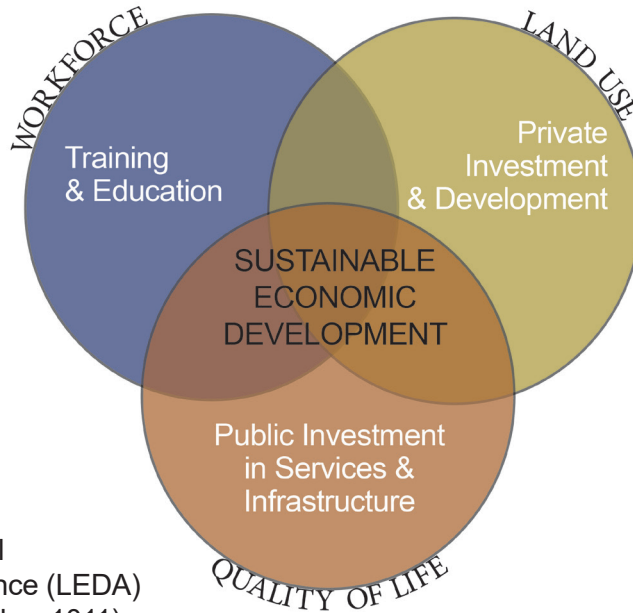 WORKFORCE
LAND USE
Training
& Education
Private
Investment
& Development
SUSTAINABLE
ECONOMIC
DEVELOPMENT
Public Investment
in Services &
Infrastructure
QUALITY OF LIFE
nce (LEDA)
1041)